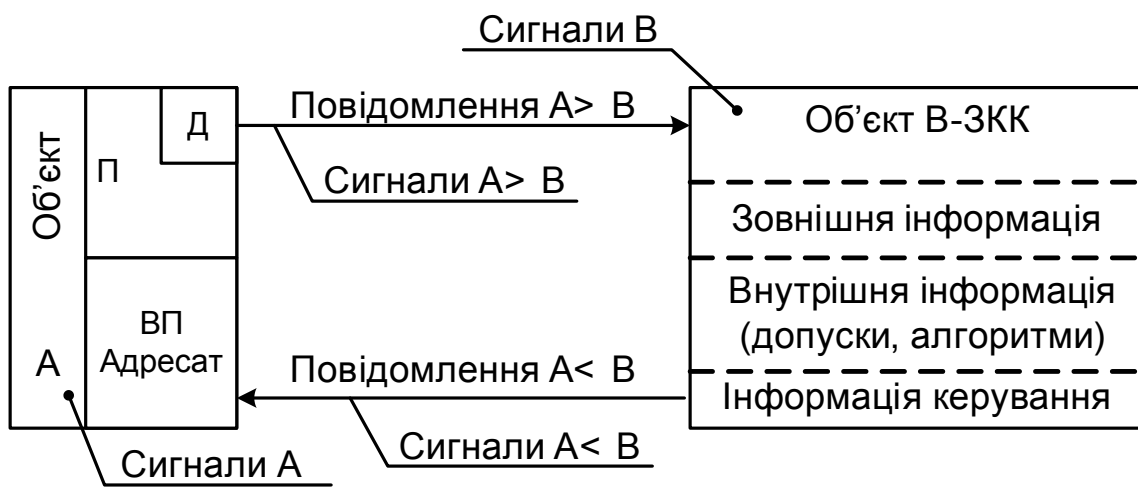 Сигнали В
Об’єкт
А
П
Д
ВП
Адресат
Повідомлення А> В
Сигнали А> В
Повідомлення А< В
Сигнали А< В
Сигнали А
Об’єкт В-ЗКК
Зовнішня інформація
Внутрішня інформація
(допуски, алгоритми)
Інформація керування